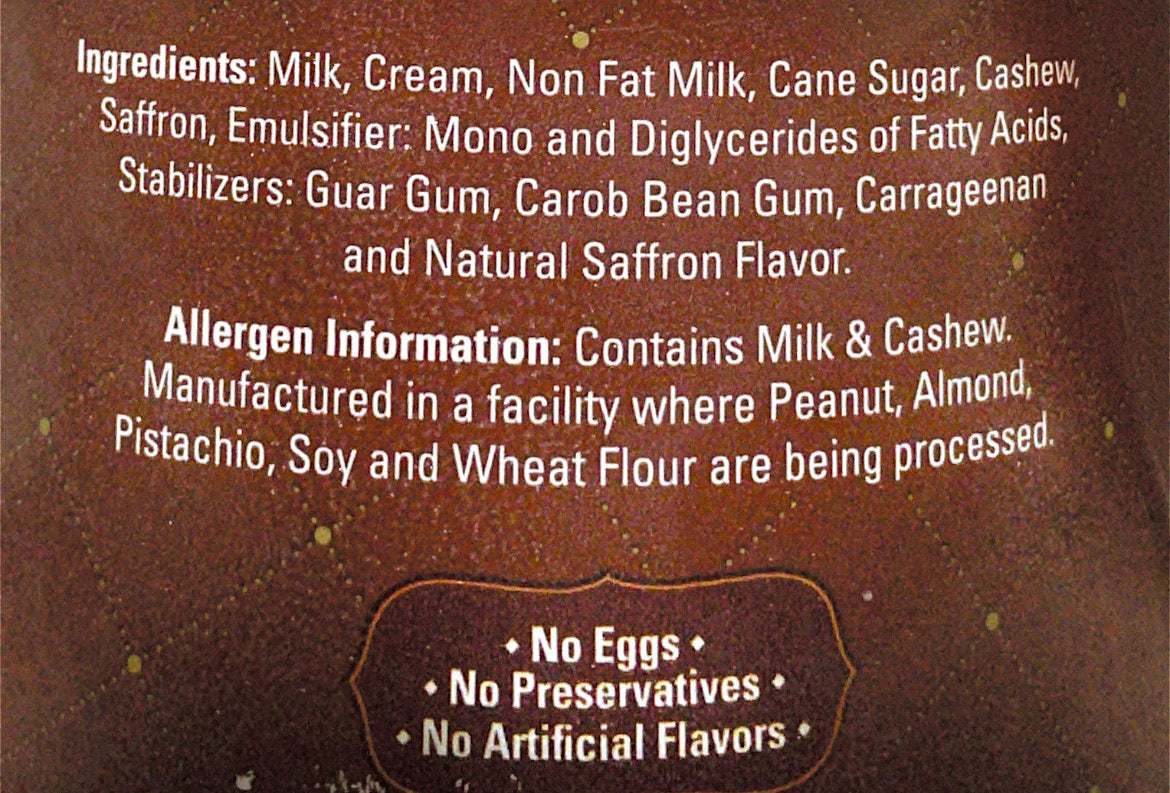 Ingredients: Milk, Cream, Non Fat Milk, Cane Sugar, Cashew,
Saffron, Emulsifier: Mono and Diglycerides of Fatty Acids,
Stabilizers: Guar Gum, Carob Bean Gum, Carrageenan
and Natural Saffron Flavor.
Allergen Information: Contains Milk & Cashew.
Manufactured in a facility where Peanut, Almond,
Pistachio, Soy and Wheat Flour are being processed.
• No Eggs •
• No Preservatives •
• No Artificial Flavors •